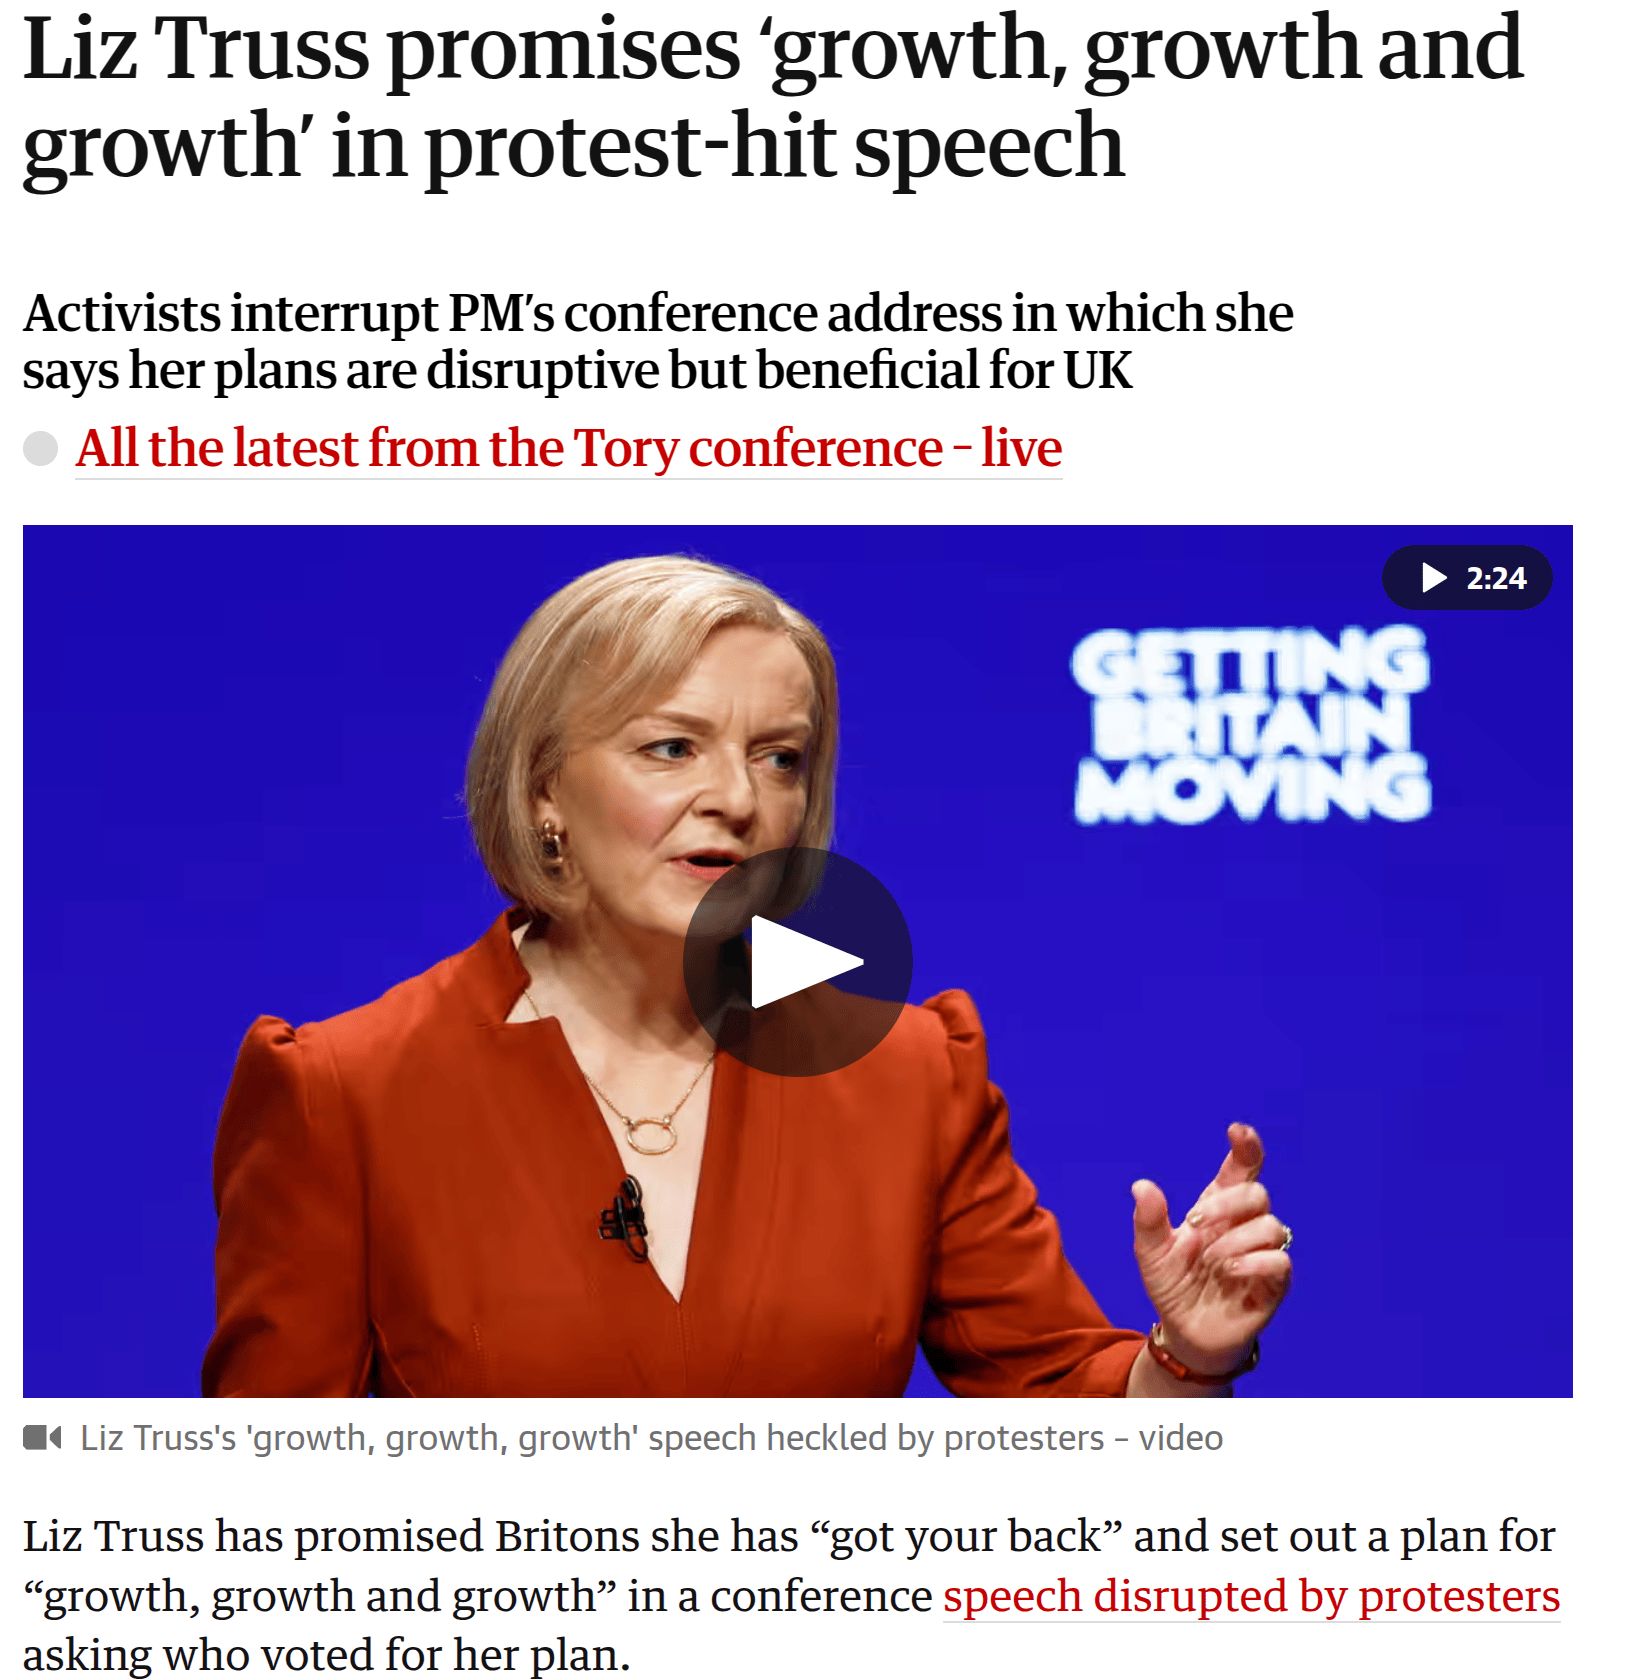 Liz Truss promises ‘growth, growth and
growth’ in protest-hit speech
Activists interrupt PM’s conference address in which she
says her plans are disruptive but beneficial for UK
All the latest from the Tory conference – live
2:24
GETTING
BRITAIN
MOVING
Liz Truss's 'growth, growth, growth' speech heckled by protesters – video
Liz Truss has promised Britons she has “got your back” and set out a plan for
“growth, growth and growth” in a conference speech disrupted by protesters
asking who voted for her plan.